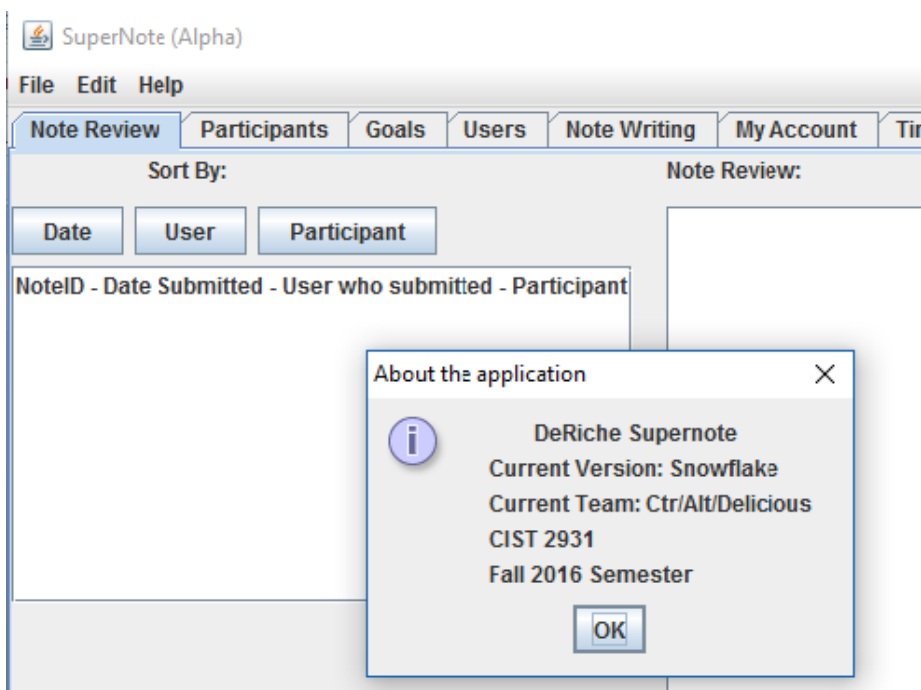 SuperNote (Alpha)
File Edit Help
Note Review Participants Goals Users Note Writing My Account
Sort By: Note Review:
Date User Participant
NoteID - Date Submitted - User who submitted - Participant
About the application
DeRiche Supernote
Current Version: Snowflake
Current Team: Ctr/Alt/Delicious
CIST 2931
Fall 2016 Semester
OK